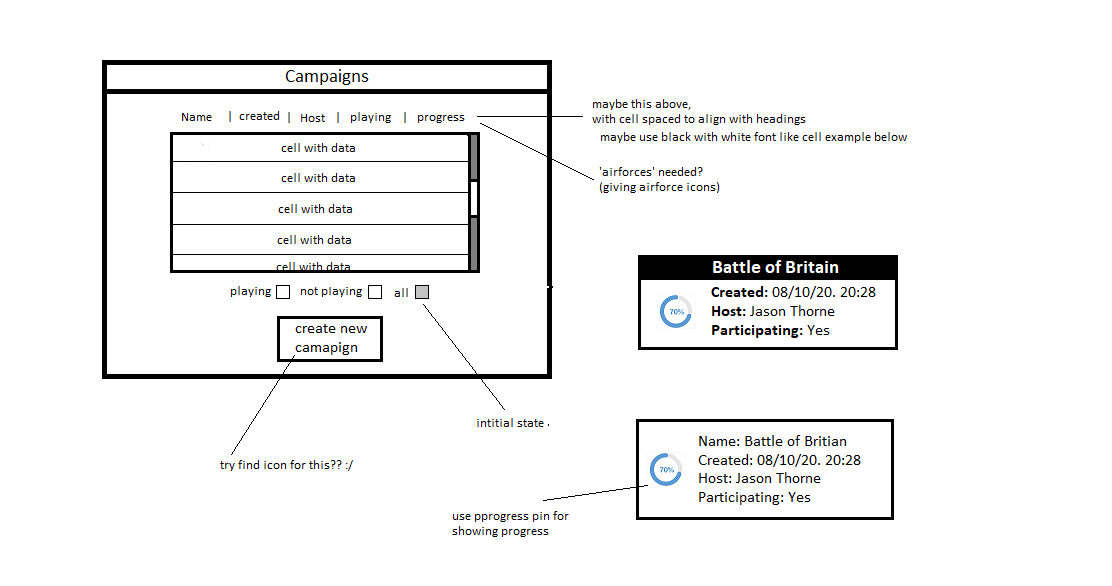 Campaigns
Name | created | Host | playing | progress
cell with data
cell with data
cell with data
cell with data
cell with data
playing not playing all
create new
camapign
maybe this above,
with cell spaced to align with headings
maybe use black with white font like cell example below
'airforces' needed?
(giving airforce icons)
Battle of Britain
70%
Created: 08/10/20. 20:28
Host: Jason Thorne
Participating: Yes
intitial state .
try find icon for this?? :/
Name: Battle of Britian
Created: 08/10/20. 20:28
70%
Host: Jason Thorne
Participating: Yes
use pprogress pin for
showing progress